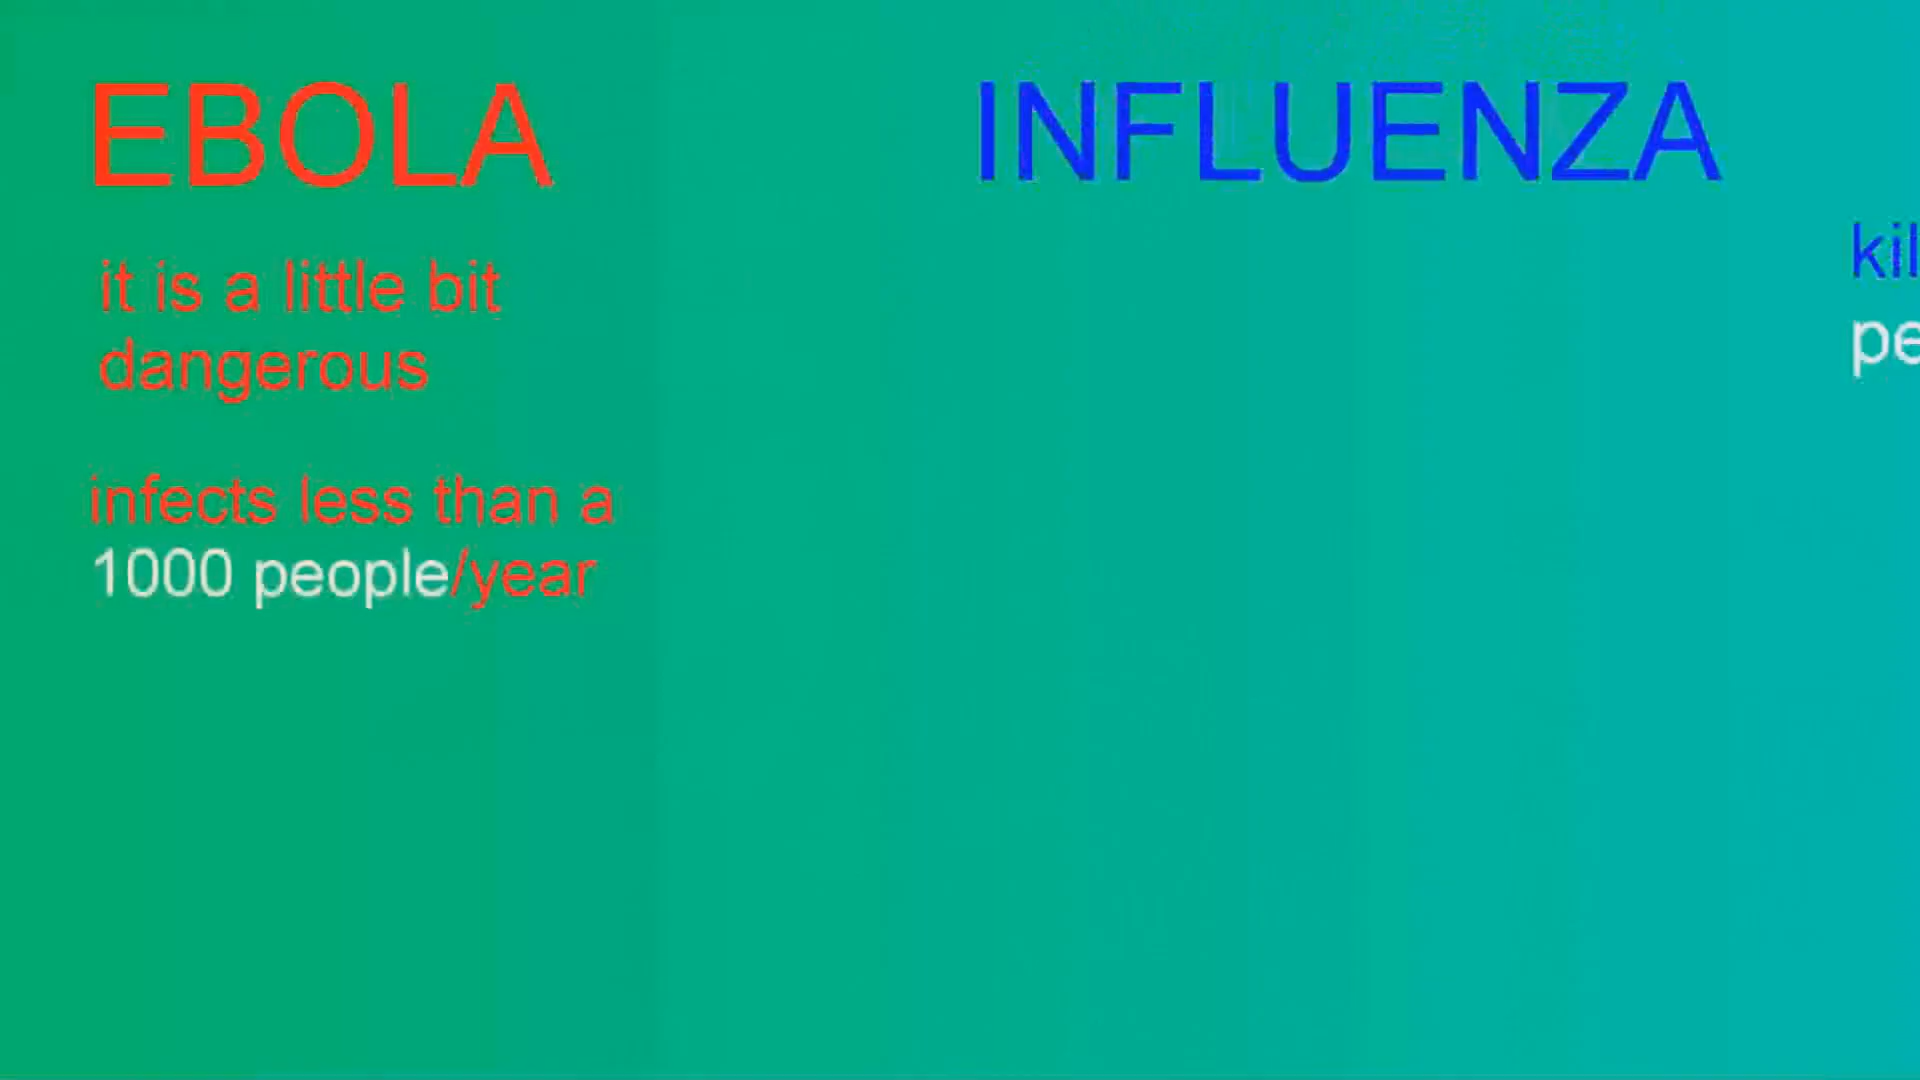 EBOLA
INFLUENZA
it is a little bit
dangerous
infects less than a
1000 people/year